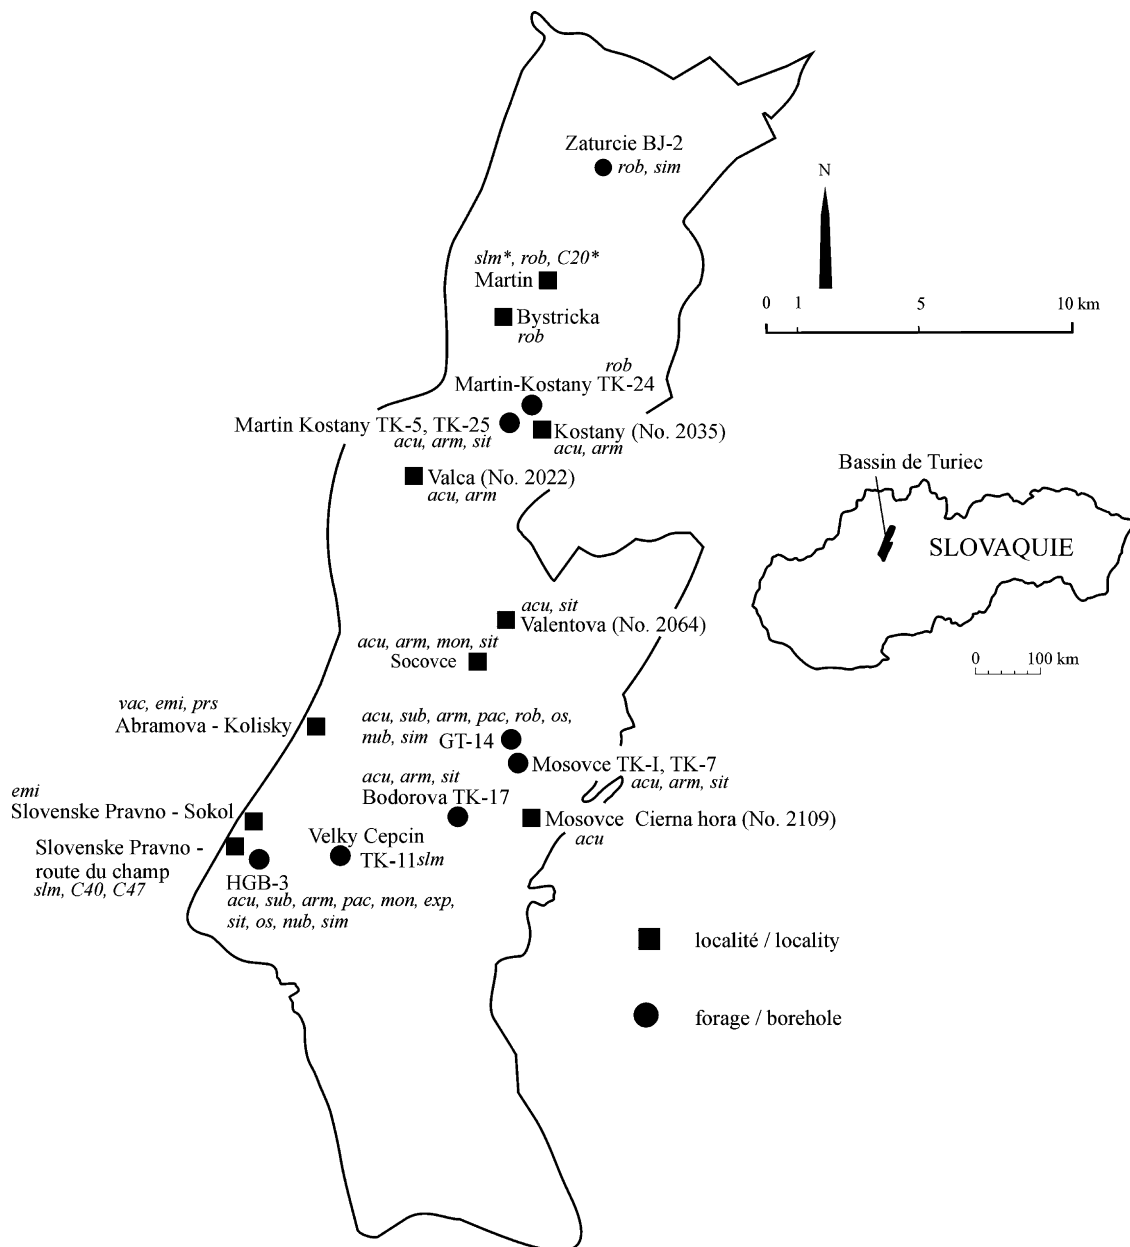 Zaturcie BJ-2
rob, sim
N
slm*, rob, C20*
Martin
0 1 5 10 km
Bystricka
rob
rob
Martin-Kostany TK-24
Martin Kostany TK-5, TK-25
acu, arm, sit
Kostany (No. 2035)
acu, arm
Valca (No. 2022)
acu, arm
Bassin de Turiec
SLOVAQUIE
0 100 km
acu, sit
Valentova (No. 2064)
acu, arm, mon, sit
Socovce
vac, emi, prs
Abramova - Kolisky
acu, sub, arm, pac, rob, os,
nub, sim
GT-14
Mosovce TK-I, TK-7
acu, arm, sit
acu, arm, sit
Bodorova TK-17
emi
Slovenske Pravno - Sokol
Mosovce Cierna hora (No. 2109)
acu
Slovenske Pravno -
route du champ
slm, C40, C47
Velky Cepcin
TK-11 slm
HGB-3
acu, sub, arm, pac, mon, exp,
sit, os, nub, sim
localité / locality
forage / borehole